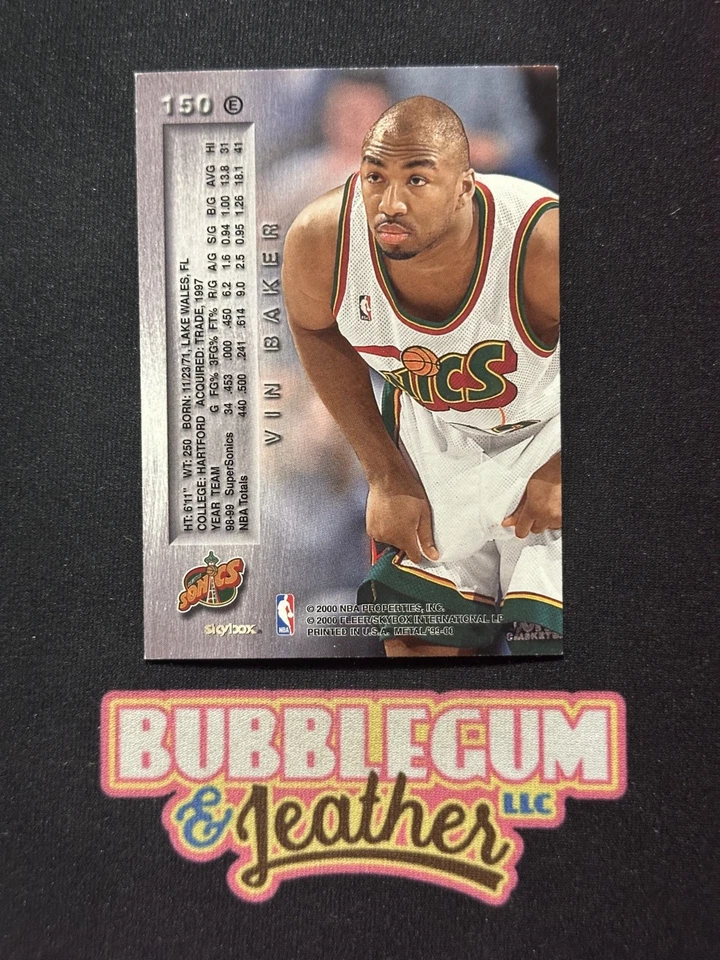 150 E
HT: 6'11" WT: 250 BORN: 11/23/71, LAKE WALES, FL
COLLEGE: HARTFORD ACQUIRED: TRADE, 1997
YEAR TEAM G FG% 3FG% FT% R/G A/G S/G B/G AVG HI
98-99 SuperSonics 34 .453 .000 .450 6.2 1.6 0.94 1.00 13.8 31
NBA Totals 440 .500 .241 .614 9.0 2.5 0.95 1.26 18.1 41
VIN BAKER
SONICS
skybox
NBA
© 2000 NBA PROPERTIES, INC.
© 2000 FLEER/SKYBOX INTERNATIONAL LP
PRINTED IN U.S.A. METAL/'99-00
BUBBLEGUM
& Leather LLC